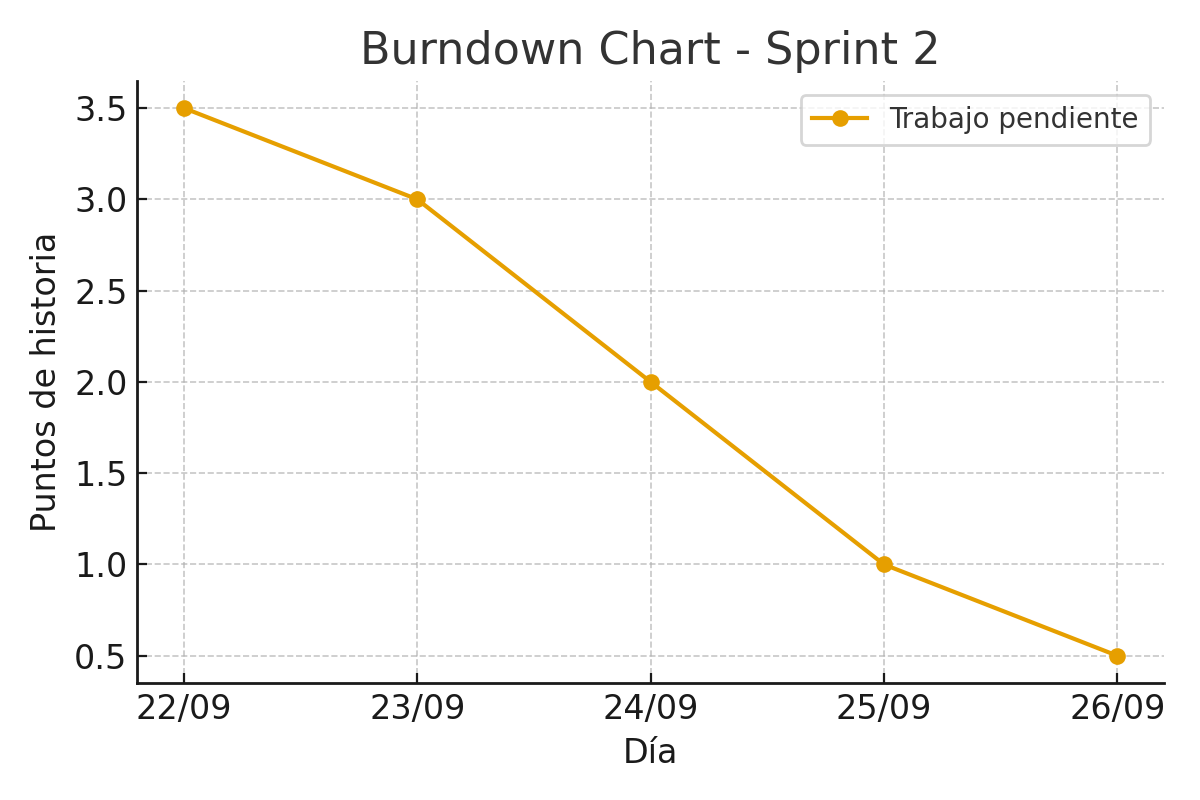 Burndown Chart - Sprint 2
Trabajo pendiente
Puntos de historia
3.5
3.0
2.5
2.0
1.5
1.0
0.5
22/09 23/09 24/09 25/09 26/09
Día